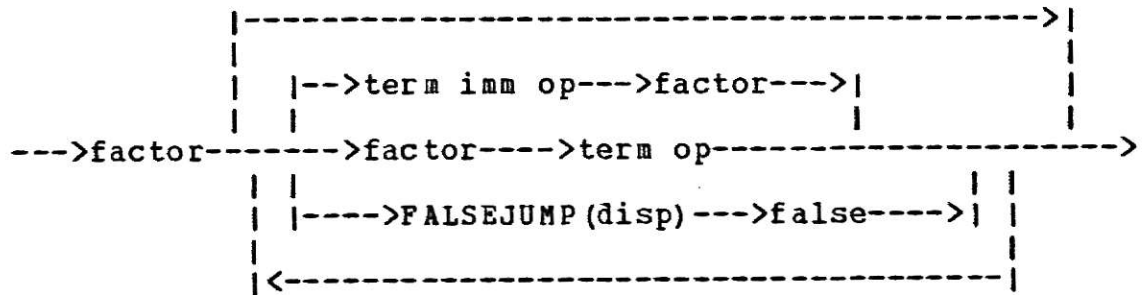 |---------------------------------------->|
|-->term imm op--->factor--->|
--->factor------->factor---->term op--------------------->
|---->FALSEJUMP(disp)--->false---->|
|<-------------------------------------|